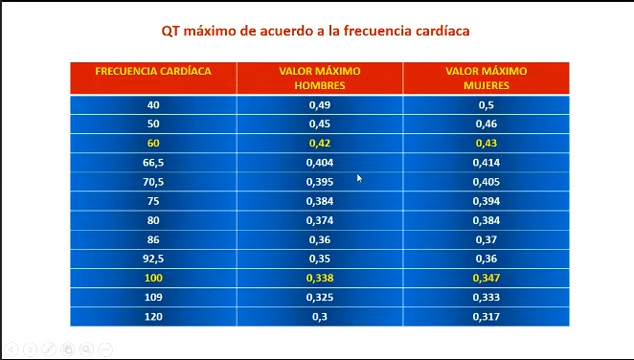 QT máximo de acuerdo a la frecuencia cardíaca
FRECUENCIA CARDÍACA VALOR MÁXIMO HOMBRES VALOR MÁXIMO MUJERES
40 0,49 0,5
50 0,45 0,46
60 0,42 0,43
66,5 0,404 0,414
70,5 0,395 0,405
75 0,384 0,394
80 0,374 0,384
86 0,36 0,37
92,5 0,35 0,36
100 0,338 0,347
109 0,325 0,333
120 0,3 0,317